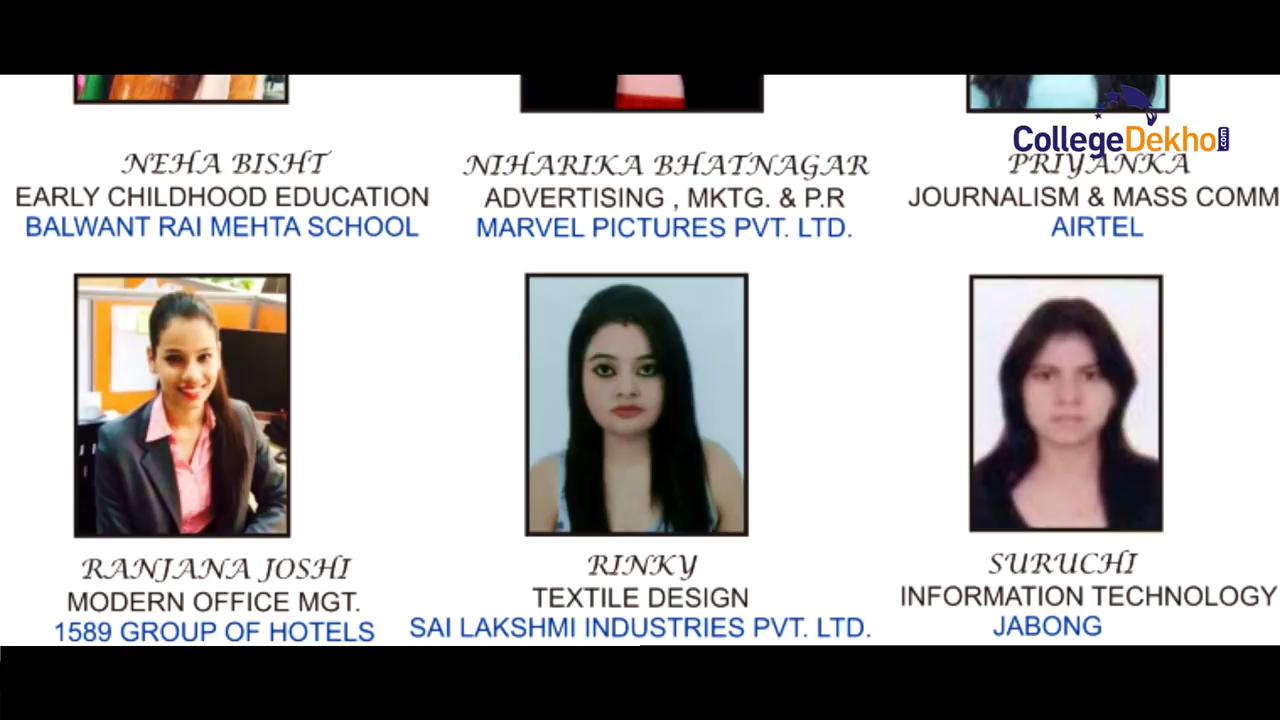 CollegeDekho.com
NEHA BISHT
EARLY CHILDHOOD EDUCATION
BALWANT RAI MEHTA SCHOOL
NIHARIKA BHATNAGAR
ADVERTISING , MKTG. & P.R
MARVEL PICTURES PVT. LTD.
PRIYANKA
JOURNALISM & MASS COMM
AIRTEL
RANJANA JOSHI
MODERN OFFICE MGT.
1589 GROUP OF HOTELS
RINKY
TEXTILE DESIGN
SAI LAKSHMI INDUSTRIES PVT. LTD.
SURUCHI
INFORMATION TECHNOLOGY
JABONG